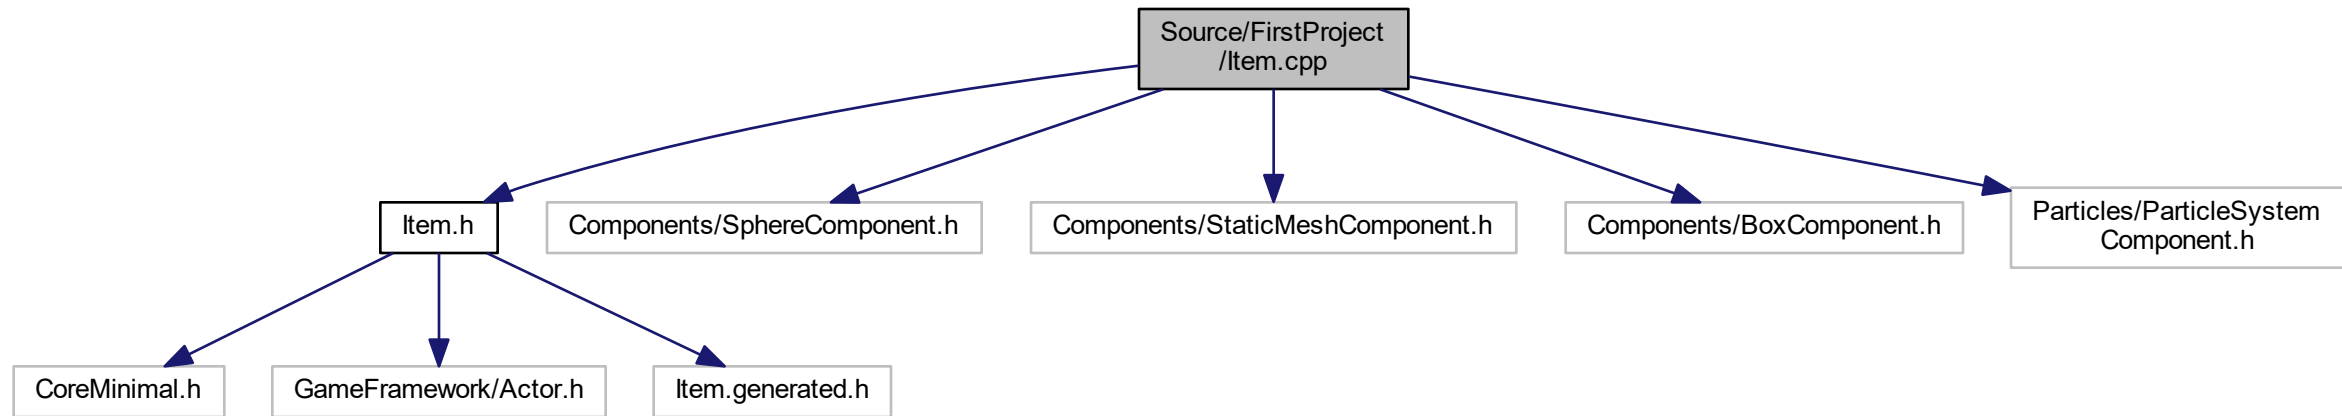 Source/FirstProject
/Item.cpp
Item.h
Components/SphereComponent.h
Components/StaticMeshComponent.h
Components/BoxComponent.h
Particles/ParticleSystem
Component.h
CoreMinimal.h
GameFramework/Actor.h
Item.generated.h